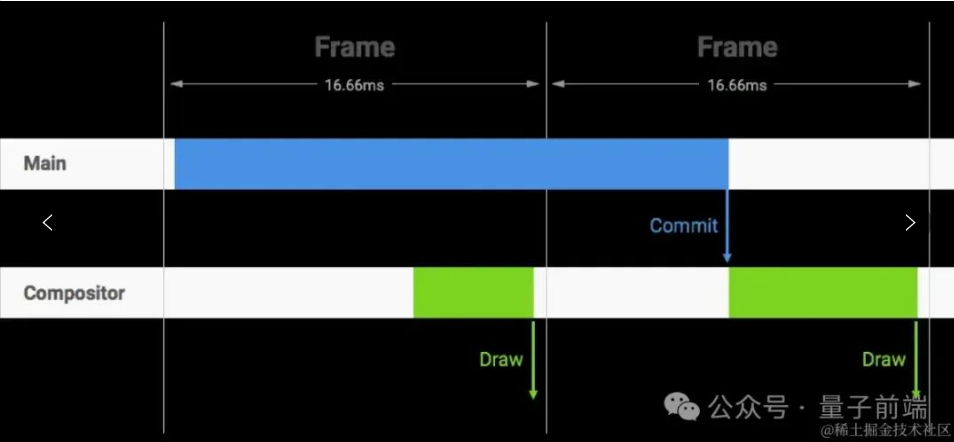 Frame Frame
16.66ms 16.66ms
Main
Commit
Compositor
Draw Draw
公众号 · 量子前端
@稀土掘金技术社区